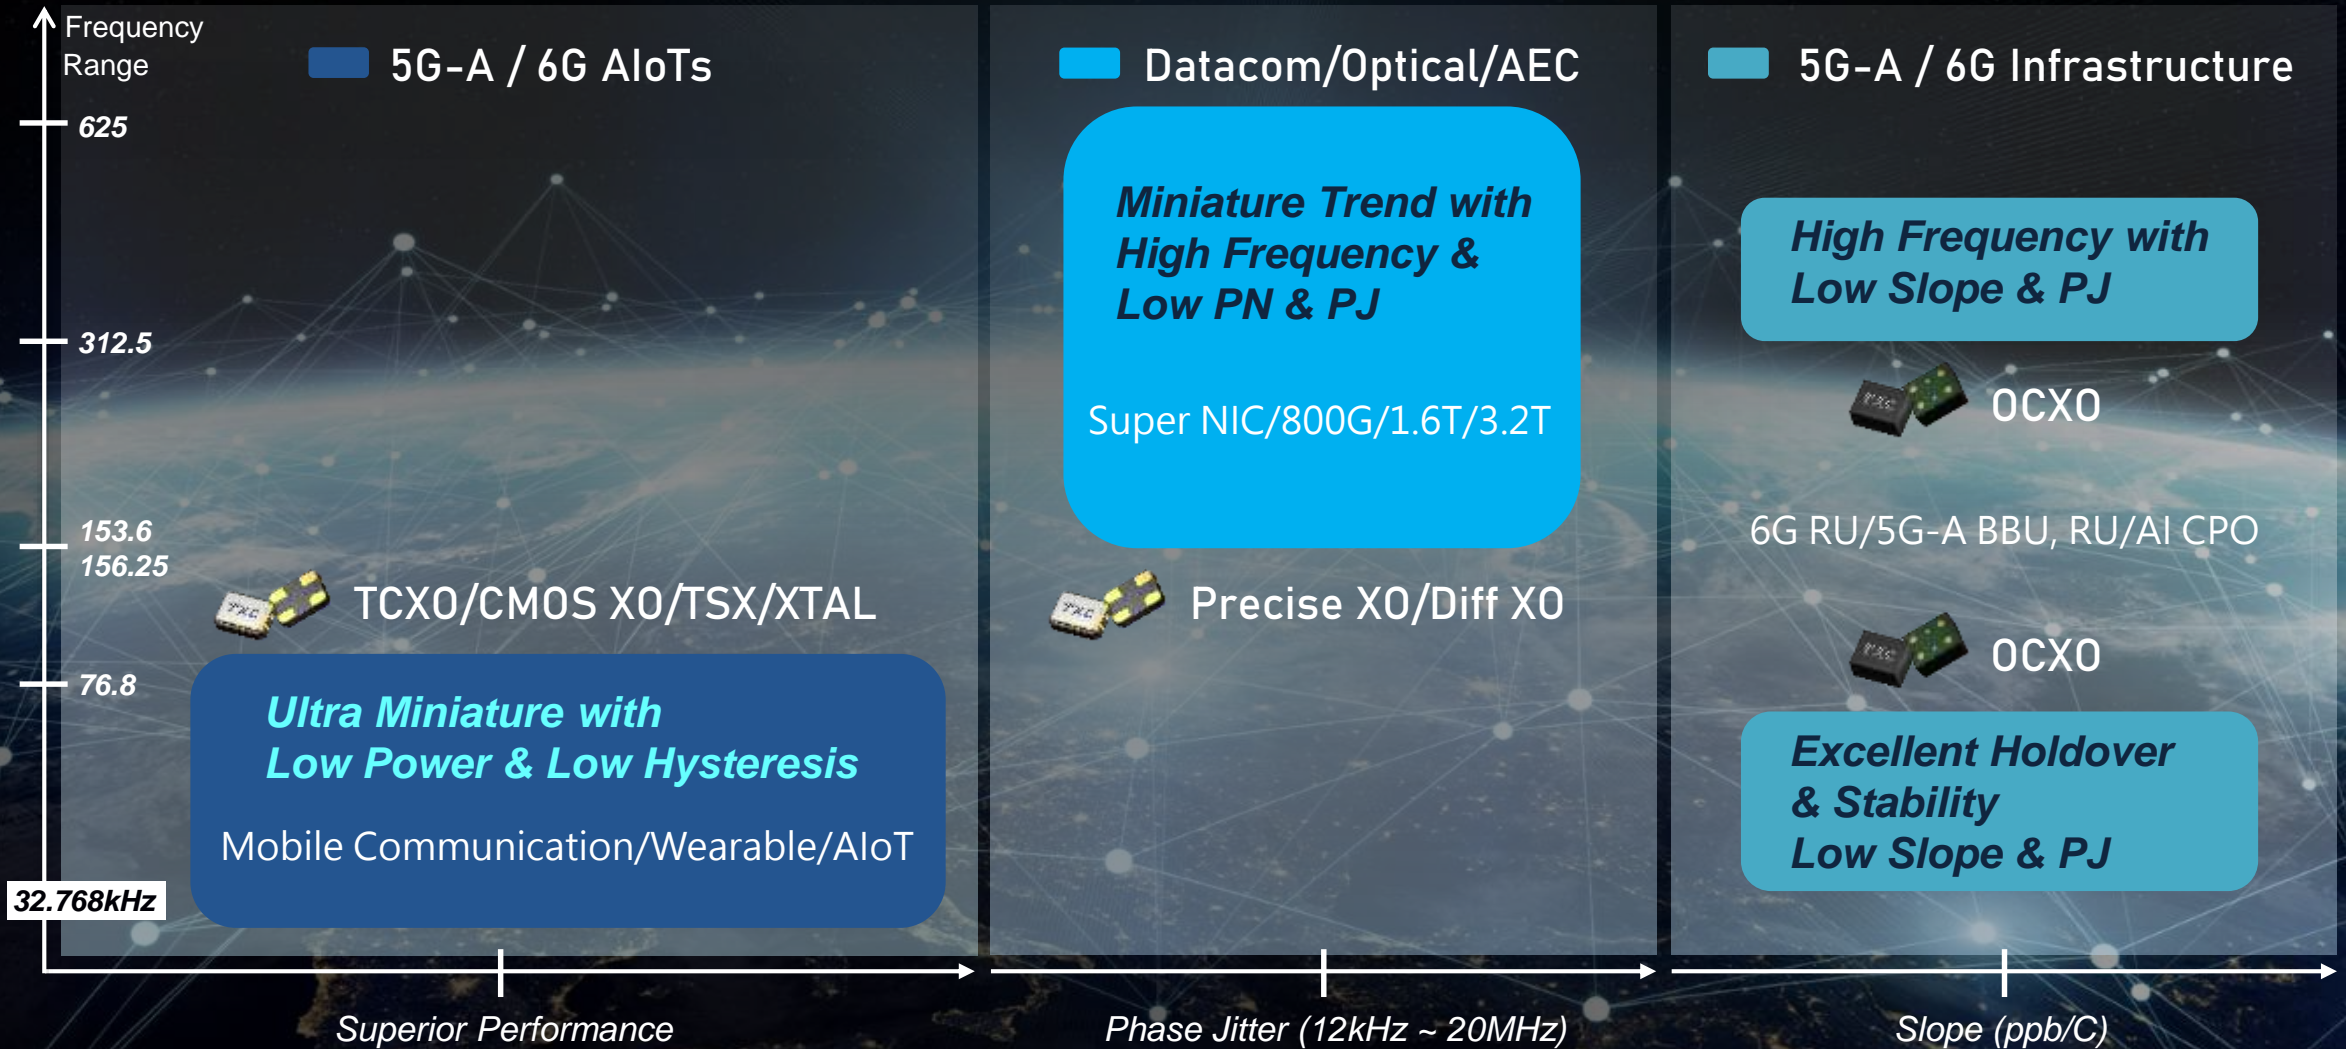 Frequency
Range
625
312.5
153.6
156.25
76.8
32.768kHz
5G-A / 6G AIoTs
TXC
TCXO/CMOS XO/TSX/XTAL
Ultra Miniature with
Low Power & Low Hysteresis
Mobile Communication/Wearable/AIoT
Superior Performance
Datacom/Optical/AEC
Miniature Trend with
High Frequency &
Low PN & PJ
Super NIC/800G/1.6T/3.2T
TXC
Precise XO/Diff XO
Phase Jitter (12kHz ~ 20MHz)
5G-A / 6G Infrastructure
High Frequency with
Low Slope & PJ
TXC
OCXO
6G RU/5G-A BBU, RU/AI CPO
TXC
OCXO
Excellent Holdover
& Stability
Low Slope & PJ
Slope (ppb/C)